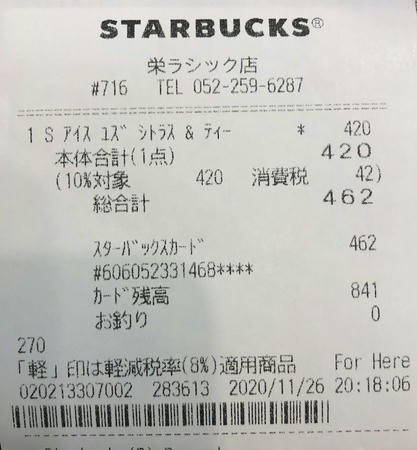 STARBUCKS®
栄ラシック店
#716 TEL 052-259-6287
1 S アイス ユズ シトラス & ティー * 420
本体合計(1点) 420
(10%対象 420 消費税 42)
総合計 462
スターバックスカード 462
#606052331468****
カード残高 841
お釣り 0
270
「軽」印は軽減税率(8%)適用商品 For Here
020213307002 283613 2020/11/26 20:18:06